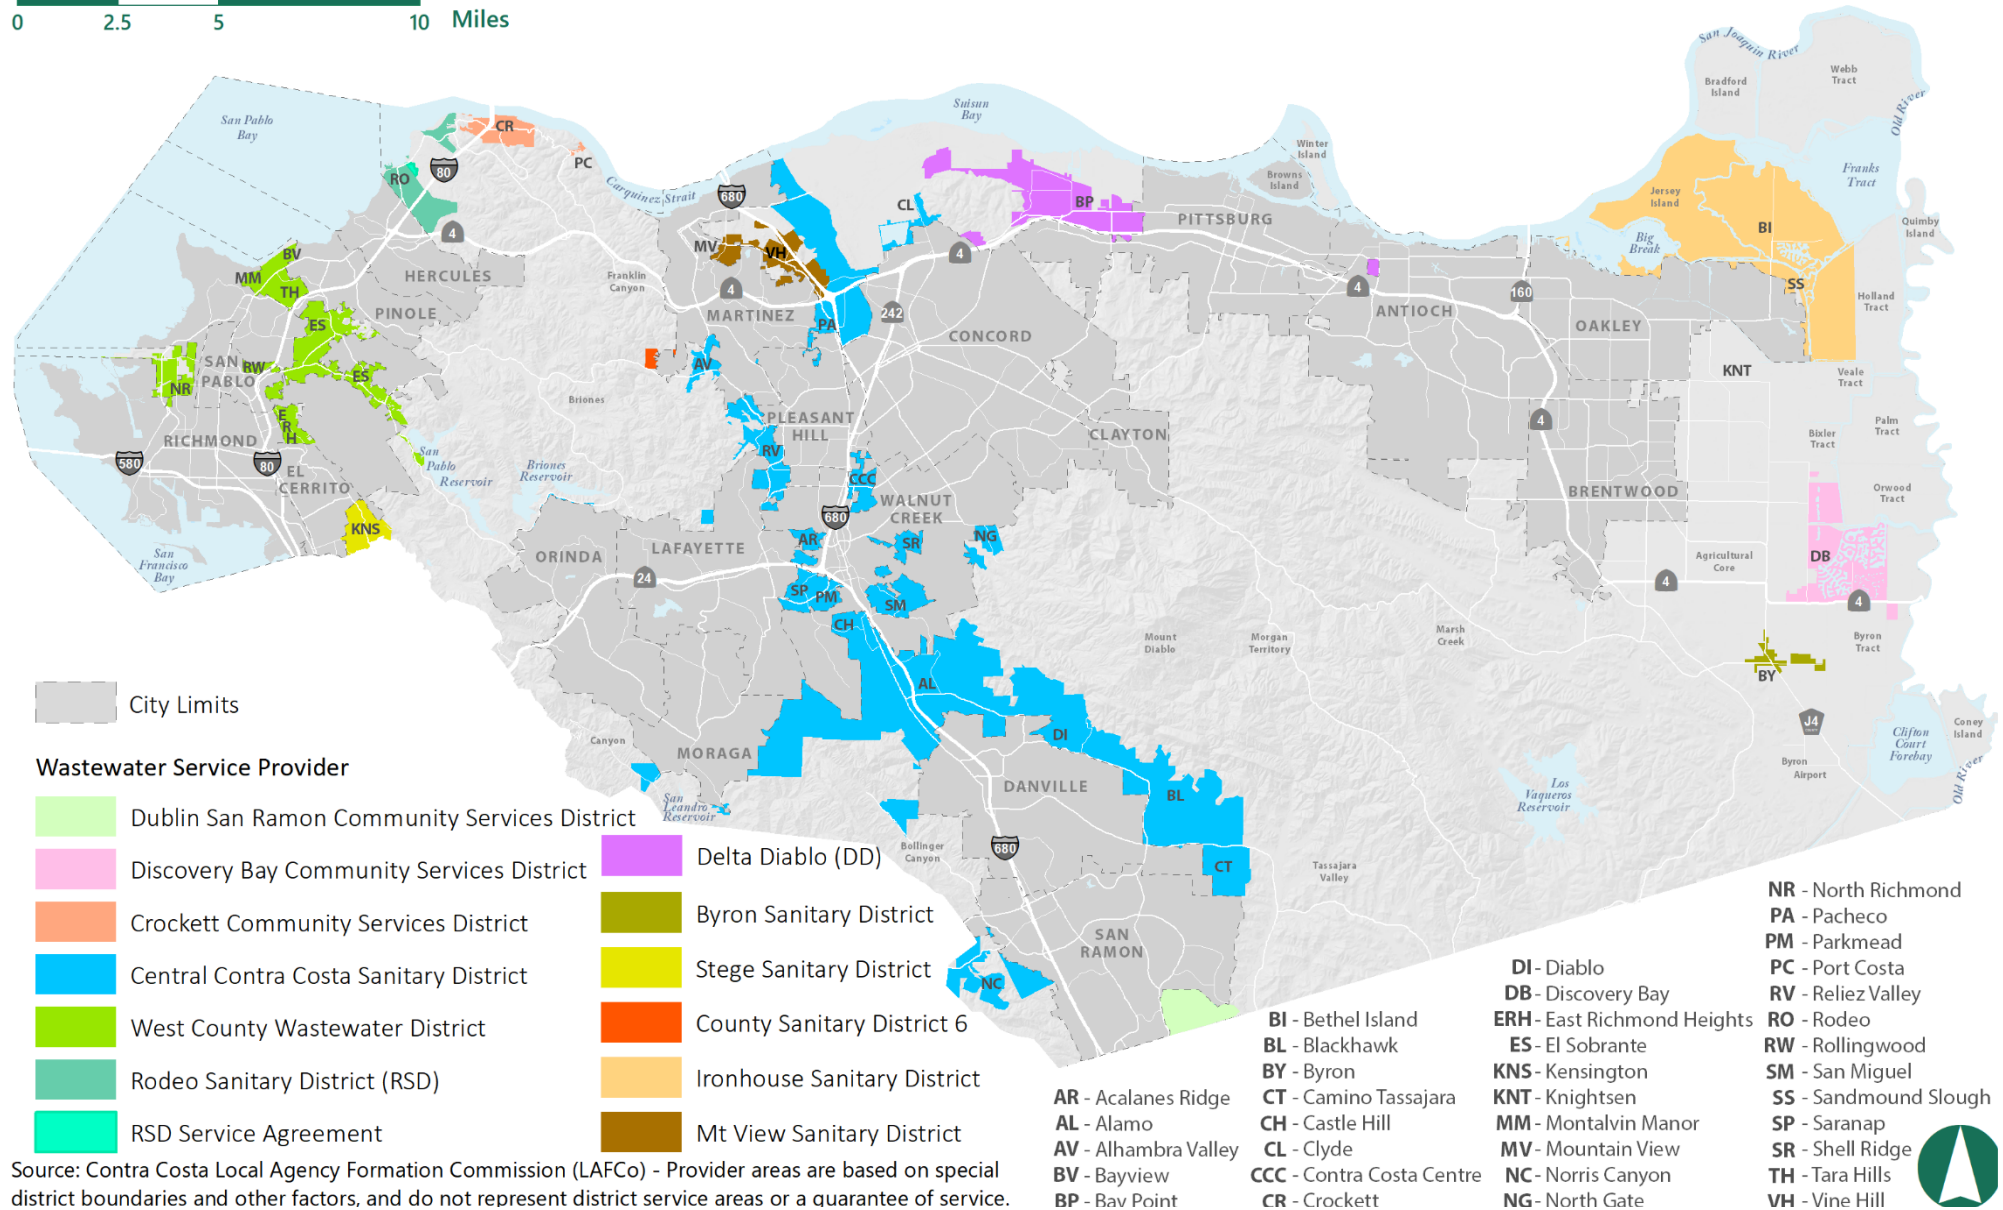 0 2.5 5 10 Miles
San Joaquin River
Webb
Tract
Bradford
Island
Old River
Suisun
Bay
San Pablo
Bay
CR
PC
80
RO
4
Winter
Island
Browns
Island
Franks
Tract
Carquinez Strait
680
CL
BP
PITTSBURG
Jersey
Island
BI
Quimby
Island
Big
Break
MV
VH
4
BV
MM
TH
HERCULES
Franklin
Canyon
4
4
160
SS
Holland
Tract
PINOLE
ES
MARTINEZ
PA
242
CONCORD
ANTIOCH
OAKLEY
SAN
PABLO
RW
ES
NR
AV
KNT
Veale
Tract
Briones
E
R
H
PLEASANT
HILL
CLAYTON
4
Palm
Tract
Bixler
Tract
RICHMOND
580
80
EL
CERRITO
San
Pablo
Reservoir
Briones
Reservoir
RV
CCC
WALNUT
CREEK
680
BRENTWOOD
Orwood
Tract
KNS
San
Francisco
Bay
ORINDA
LAFAYETTE
24
AR
SR
NG
SP
PM
SM
CH
DB
Agricultural
Core
4
4
Mount
Diablo
Morgan
Territory
Marsh
Creek
Byron
Tract
BY
AL
DI
J4
Coney
Island
Clifton
Court
Forebay
Byron
Airport
Old River
Canyon
MORAGA
San
Leandro
Reservoir
DANVILLE
BL
Los
Vaqueros
Reservoir
680
Bollinger
Canyon
CT
Tassajara
Valley
SAN
RAMON
NC
City Limits
Wastewater Service Provider
Dublin San Ramon Community Services District
Discovery Bay Community Services District
Crockett Community Services District
Central Contra Costa Sanitary District
West County Wastewater District
Rodeo Sanitary District (RSD)
RSD Service Agreement
Delta Diablo (DD)
Byron Sanitary District
Stege Sanitary District
County Sanitary District 6
Ironhouse Sanitary District
Mt View Sanitary District
Source: Contra Costa Local Agency Formation Commission (LAFCo) - Provider areas are based on special
district boundaries and other factors, and do not represent district service areas or a guarantee of service.
AR - Acalanes Ridge
AL - Alamo
AV - Alhambra Valley
BV - Bayview
BP - Bay Point
BI - Bethel Island
BL - Blackhawk
BY - Byron
CT - Camino Tassajara
CH - Castle Hill
CL - Clyde
CCC - Contra Costa Centre
CR - Crockett
DI - Diablo
DB - Discovery Bay
ERH - East Richmond Heights
ES - El Sobrante
KNS - Kensington
KNT - Knightsen
MM - Montalvin Manor
MV - Mountain View
NC - Norris Canyon
NG - North Gate
NR - North Richmond
PA - Pacheco
PM - Parkmead
PC - Port Costa
RV - Reliez Valley
RO - Rodeo
RW - Rollingwood
SM - San Miguel
SS - Sandmound Slough
SP - Saranap
SR - Shell Ridge
TH - Tara Hills
VH - Vine Hill